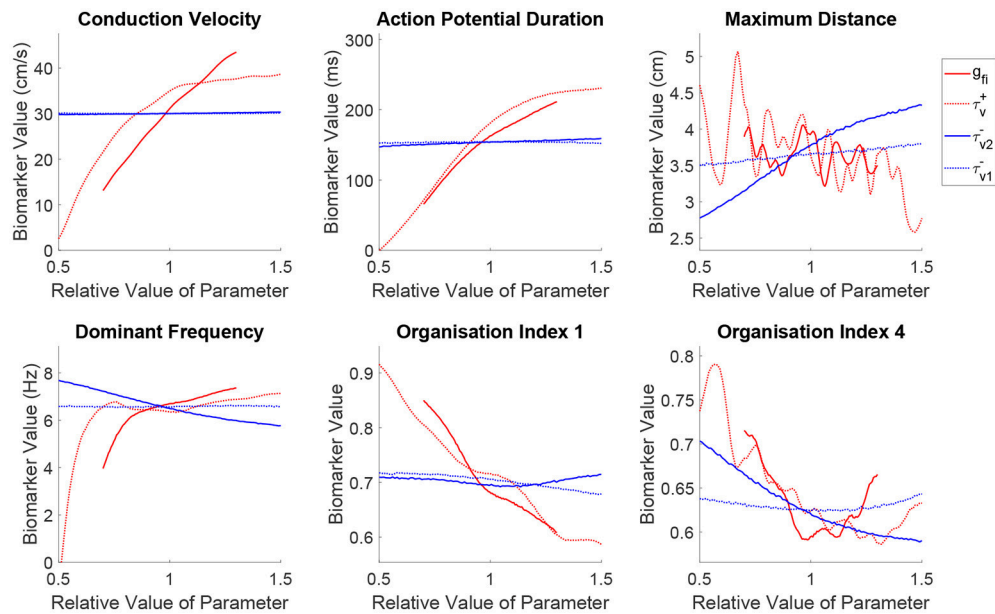 Conduction Velocity
Biomarker Value (cm/s)
40
30
20
10
0
0.5 1 1.5
Relative Value of Parameter
Action Potential Duration
Biomarker Value (ms)
300
200
100
0
0.5 1 1.5
Relative Value of Parameter
Maximum Distance
Biomarker Value (cm)
5
4.5
4
3.5
3
2.5
0.5 1 1.5
Relative Value of Parameter
g_fi
τ_v^+
τ_v2^-
τ_v1^-
Dominant Frequency
Biomarker Value (Hz)
8
6
4
2
0
0.5 1 1.5
Relative Value of Parameter
Organisation Index 1
Biomarker Value
0.9
0.8
0.7
0.6
0.5 1 1.5
Relative Value of Parameter
Organisation Index 4
Biomarker Value
0.8
0.75
0.7
0.65
0.6
0.5 1 1.5
Relative Value of Parameter